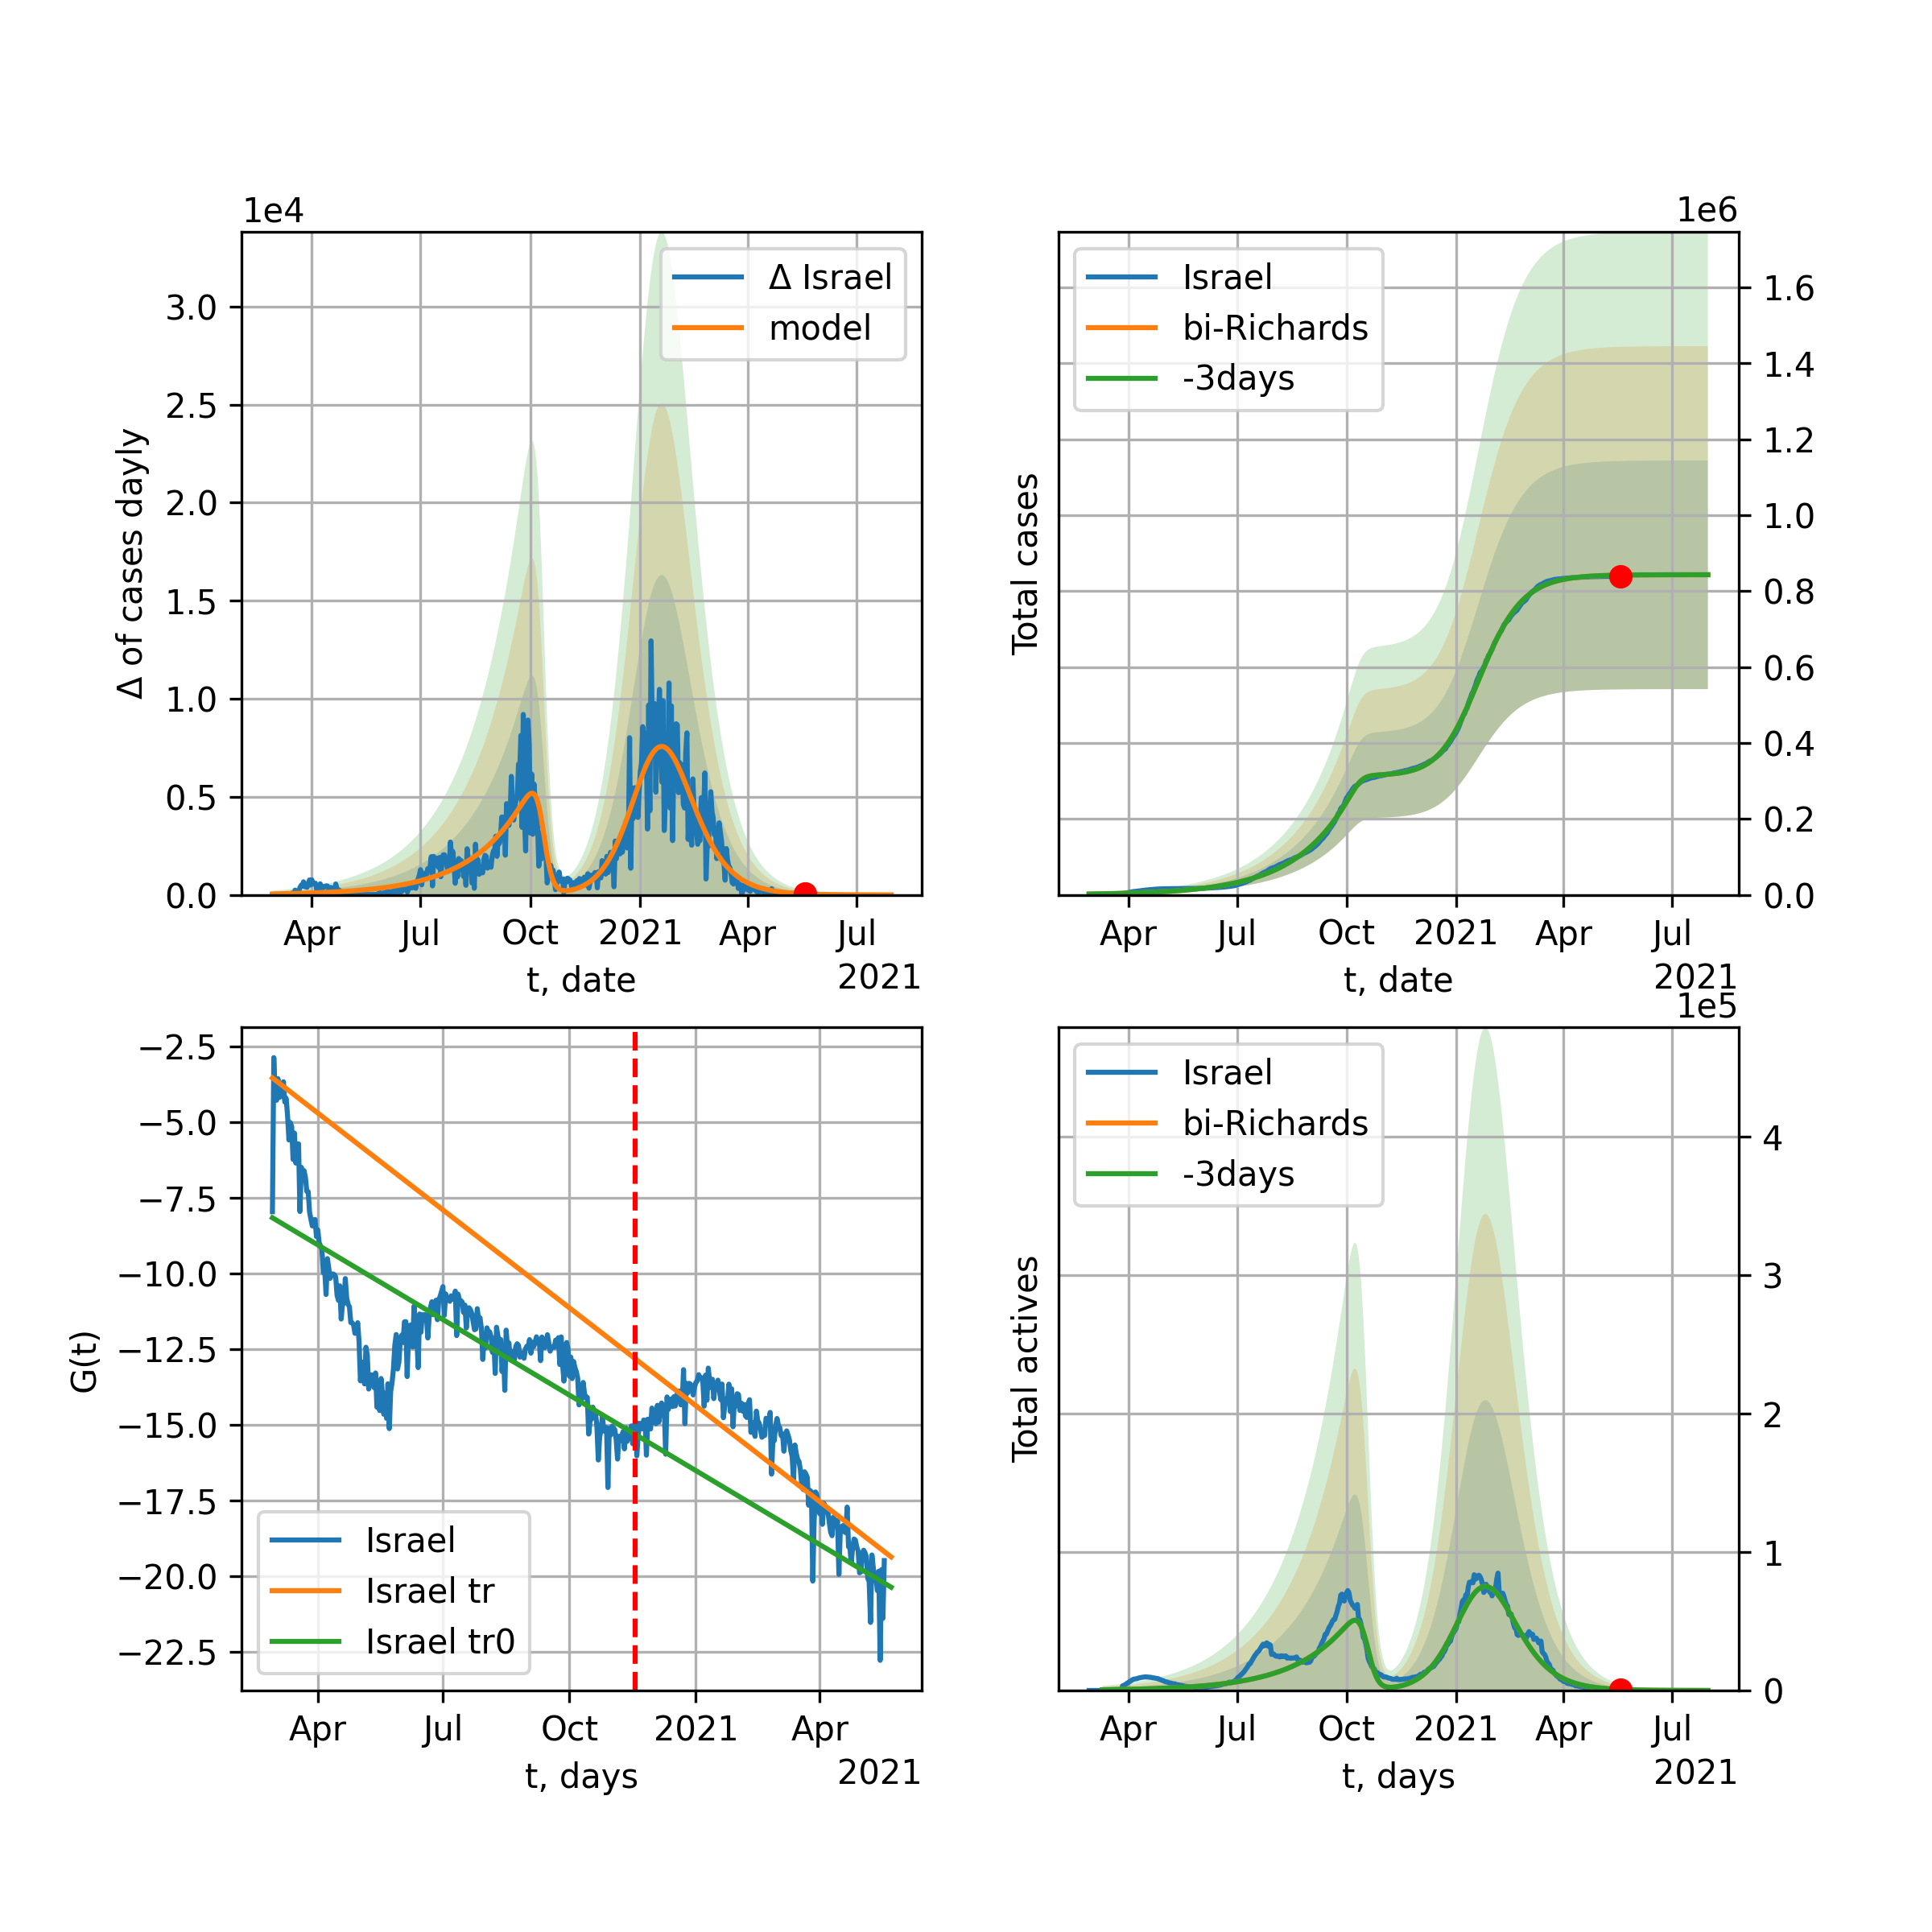 1e4
Δ of cases dayly
3.0
2.5
2.0
1.5
1.0
0.5
0.0
Δ Israel
model
Apr Jul Oct 2021 Apr Jul
2021
t, date
1e6
Total cases
Israel
bi-Richards
-3days
1.6
1.4
1.2
1.0
0.8
0.6
0.4
0.2
0.0
Apr Jul Oct 2021 Apr Jul
2021
t, date
G(t)
−2.5
−5.0
−7.5
−10.0
−12.5
−15.0
−17.5
−20.0
−22.5
Israel
Israel tr
Israel tr0
Apr Jul Oct 2021 Apr
2021
t, days
1e5
Total actives
Israel
bi-Richards
-3days
4
3
2
1
0
Apr Jul Oct 2021 Apr Jul
2021
t, days